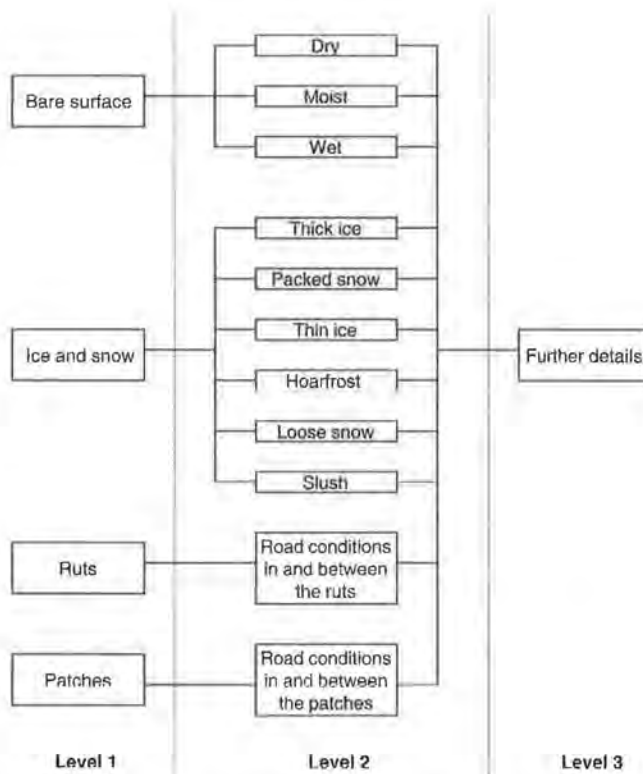 Dry
Bare surface
Moist
Wet
Thick ice
Packed snow
Thin ice
Ice and snow
Further details
Hoarfrost
Loose snow
Slush
Ruts
Road conditions
in and between
the ruts
Patches
Road conditions
in and between
the patches
Level 1
Level 2
Level 3